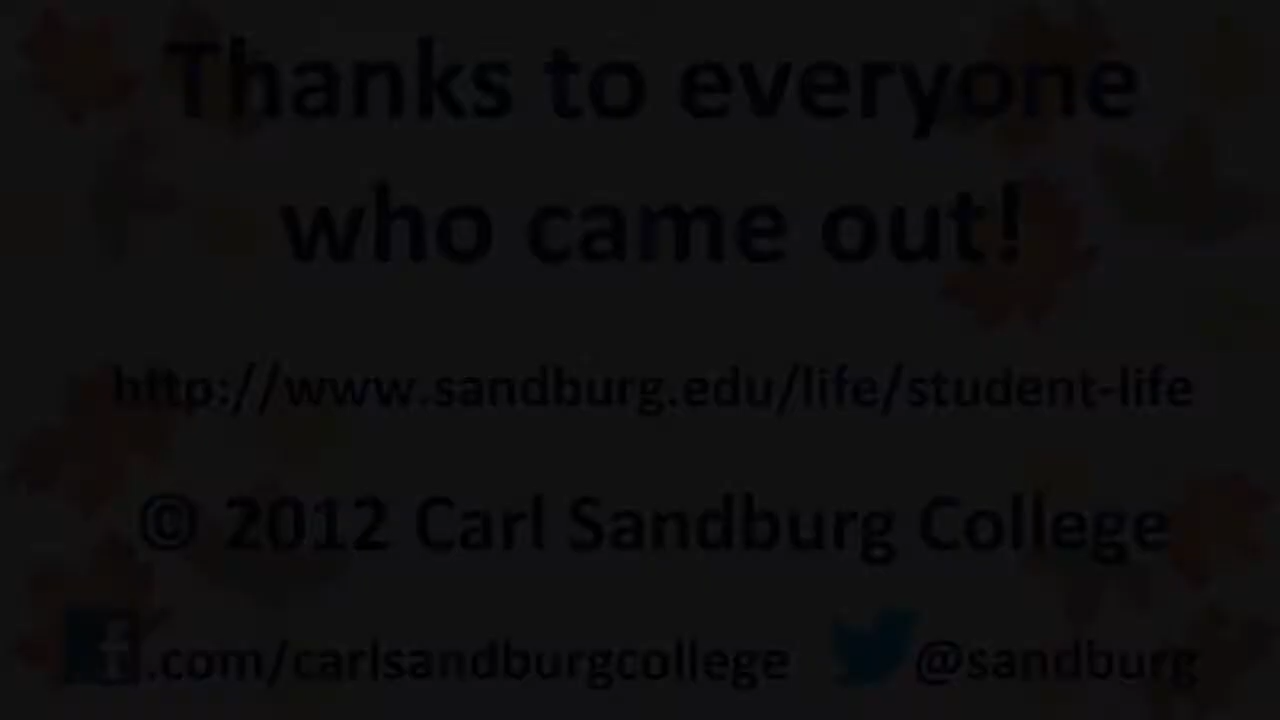 Thanks to everyone
who came out!
http://www.sandburg.edu/life/student-life
© 2012 Carl Sandburg College
f.com/carlsandburgcollege @sandburg